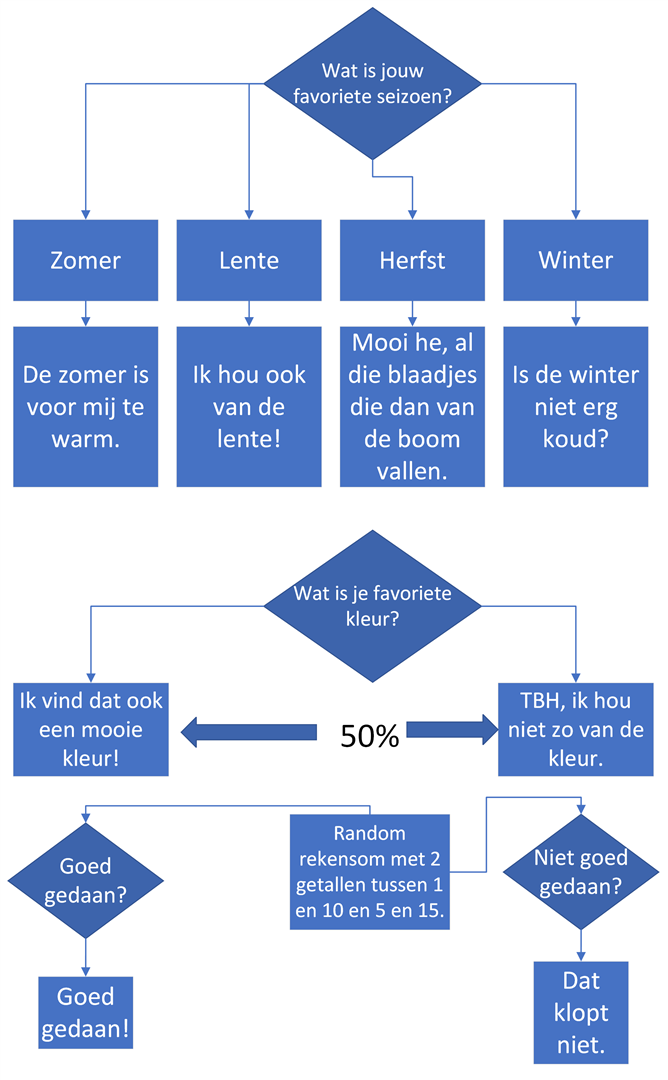 Wat is jouw
favoriete seizoen?
Zomer
Lente
Herfst
Winter
De zomer is
voor mij te
warm.
Ik hou ook
van de
lente!
Mooi he, al
die blaadjes
die dan van
de boom
vallen.
Is de winter
niet erg
koud?
Wat is je favoriete
kleur?
Ik vind dat ook
een mooie
kleur!
50%
TBH, ik hou
niet zo van de
kleur.
Goed
gedaan?
Random
rekensom met 2
getallen tussen 1
en 10 en 5 en 15.
Niet goed
gedaan?
Goed
gedaan!
Dat
klopt
niet.